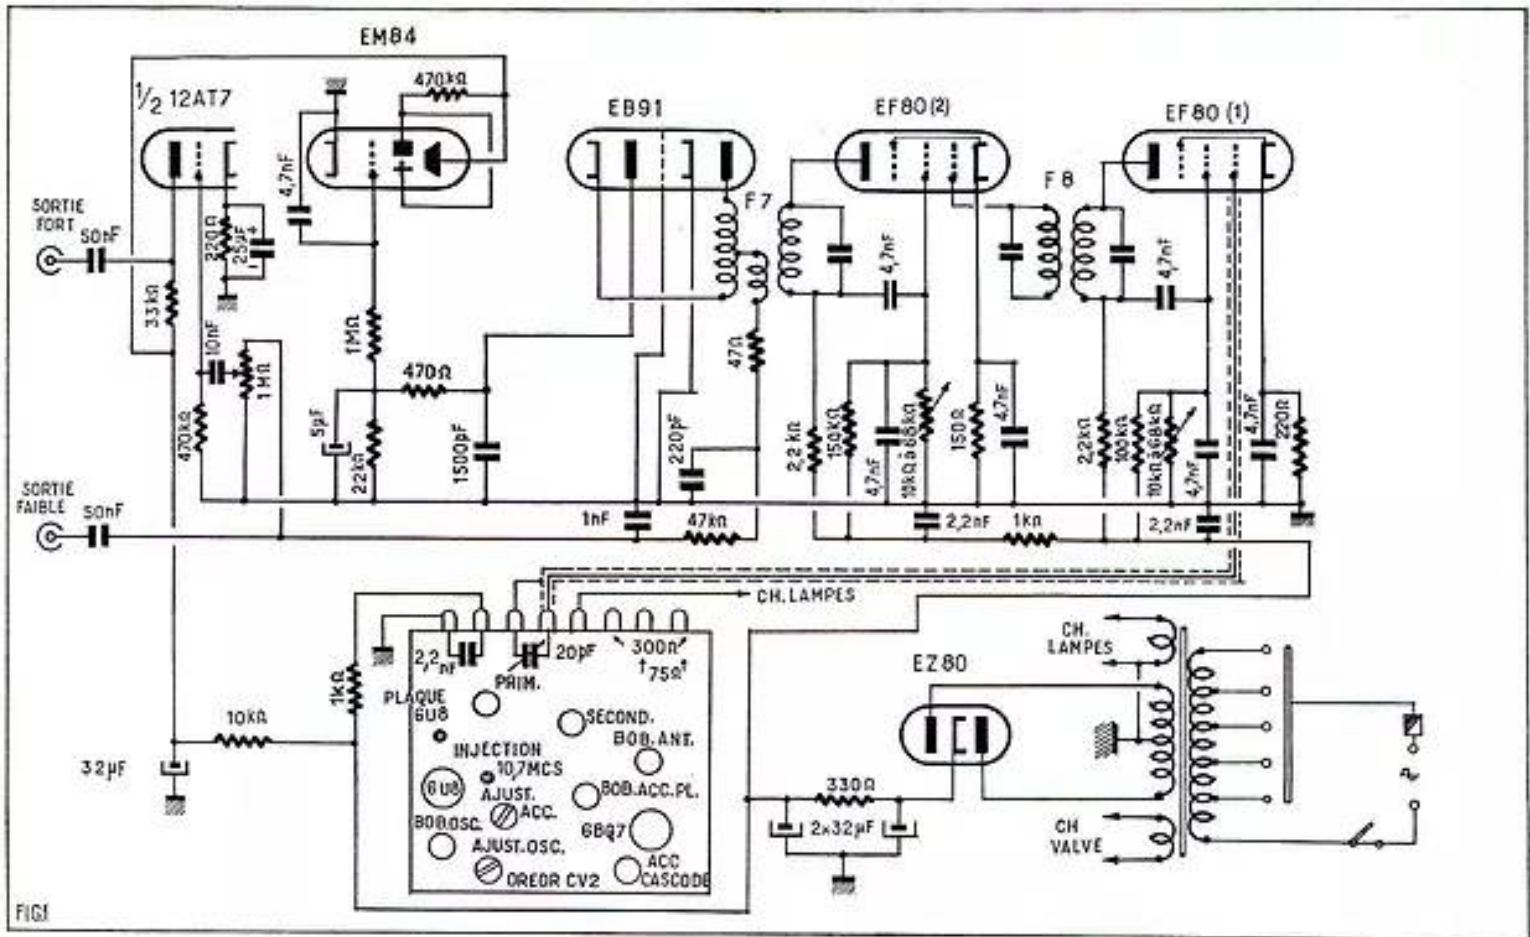 EM84
½ 12AT7
470kΩ
EB91
EF80(2)
EF80(1)
4,7nF
SORTIE
FORT
50nF
220Ω
25µF
+
-
F7
F8
4,7nF
4,7nF
33kΩ
10nF
1MΩ
1MΩ
470Ω
47Ω
470kΩ
5µF
22kΩ
1500pF
220pF
2,2kΩ
150kΩ
4,7nF
10kΩ à 68kΩ
150Ω
4,7nF
2,2kΩ
100kΩ
10kΩ à 68kΩ
4,7nF
4,7nF
220Ω
SORTIE
FAIBLE
50nF
1nF
47kΩ
2,2nF
1kΩ
2,2nF
CH. LAMPES
2,2nF
20pF
300Ω
75Ω
1kΩ
PRIM.
PLAQUE
6U8
SECOND.
BOB. ANT.
INJECTION
10,7MCS
6U8
AJUST.
ACC.
BOB.ACC.PL.
BOB.OSC.
6BQ7
AJUST.OSC.
OREOR CV2
ACC
CASCODE
10kΩ
32µF
EZ80
330Ω
2x32µF
CH.
LAMPES
CH
VALVE
FIG.1